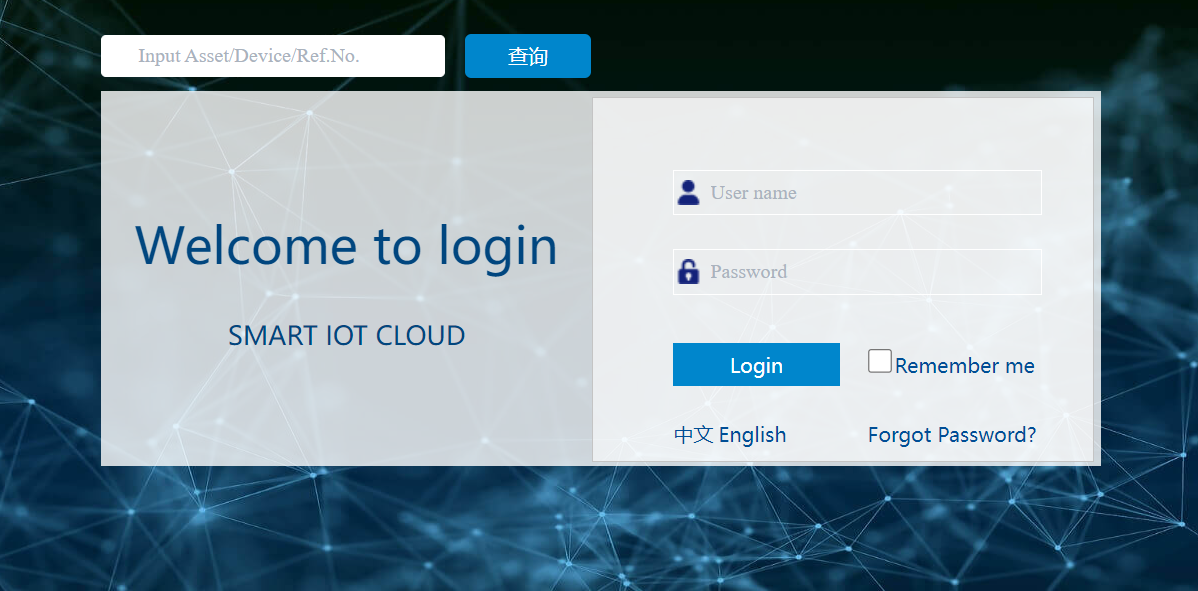 Input Asset/Device/Ref.No. 查询
Welcome to login
SMART IOT CLOUD
User name
Password
Login Remember me
中文 English Forgot Password?